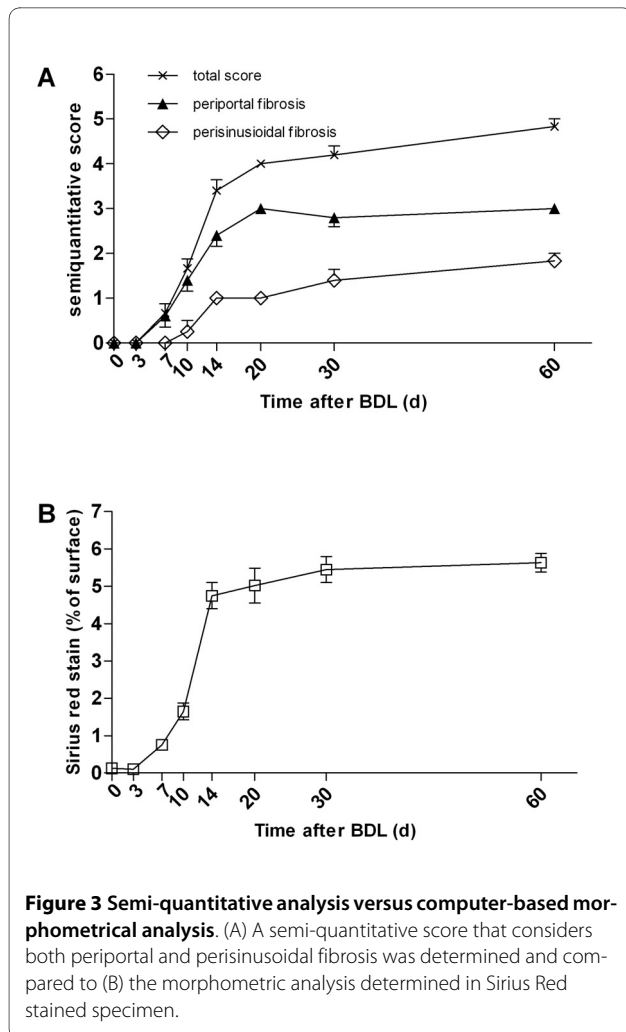 A
total score
periportal fibrosis
perisinusioidal fibrosis
6
5
4
3
2
1
0
semiquantitative score
0 3 7 10 14 20 30 60
Time after BDL (d)
B
7
6
5
4
3
2
1
0
Sirius red stain (% of surface)
0 3 7 10 14 20 30 60
Time after BDL (d)
Figure 3 Semi-quantitative analysis versus computer-based mor-
phometrical analysis. (A) A semi-quantitative score that considers
both periportal and perisinusoidal fibrosis was determined and com-
pared to (B) the morphometric analysis determined in Sirius Red
stained specimen.